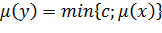 μ(y) = min{c; μ(x)}